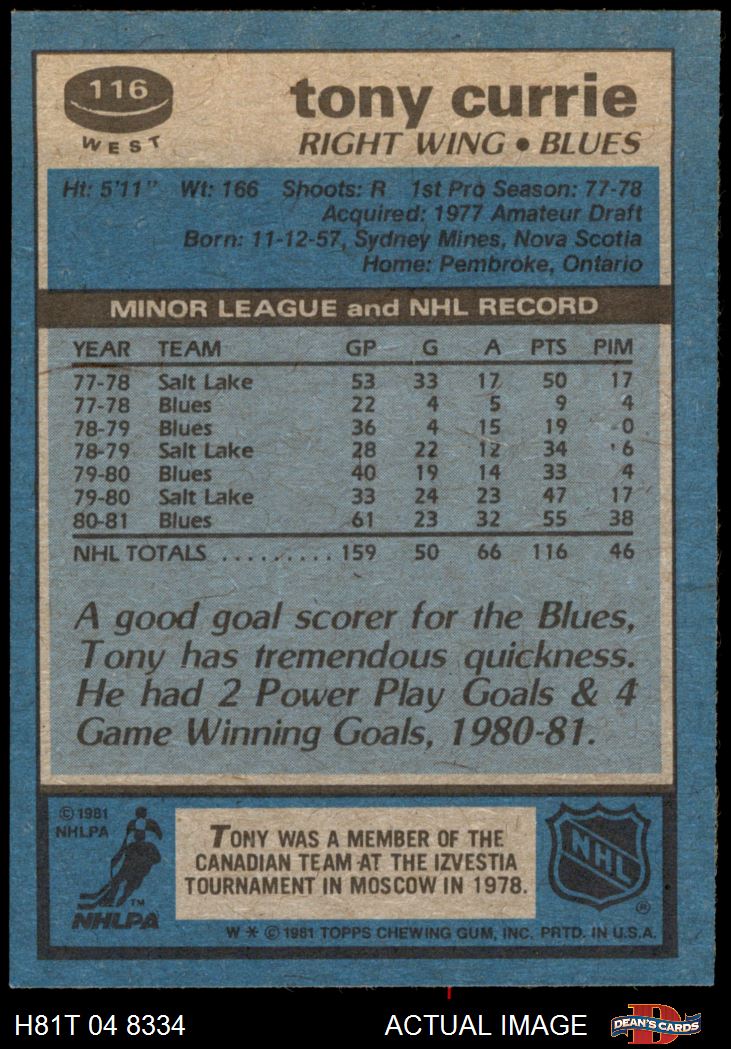 116
WEST
tony currie
RIGHT WING • BLUES
Ht: 5'11" Wt: 166 Shoots: R 1st Pro Season: 77-78
Acquired: 1977 Amateur Draft
Born: 11-12-57, Sydney Mines, Nova Scotia
Home: Pembroke, Ontario
MINOR LEAGUE and NHL RECORD
YEAR TEAM GP G A PTS PIM
77-78 Salt Lake 53 33 17 50 17
77-78 Blues 22 4 5 9 4
78-79 Blues 36 4 15 19 0
78-79 Salt Lake 28 22 12 34 6
79-80 Blues 40 19 14 33 4
79-80 Salt Lake 33 24 23 47 17
80-81 Blues 61 23 32 55 38
NHL TOTALS .......... 159 50 66 116 46
A good goal scorer for the Blues,
Tony has tremendous quickness.
He had 2 Power Play Goals & 4
Game Winning Goals, 1980-81.
© 1981
NHLPA
TM
NHLPA
TONY WAS A MEMBER OF THE
CANADIAN TEAM AT THE IZVESTIA
TOURNAMENT IN MOSCOW IN 1978.
NHL
®
W * © 1981 TOPPS CHEWING GUM, INC. PRTD. IN U.S.A.
H81T 04 8334 ACTUAL IMAGE
D
DEAN'S CARDS